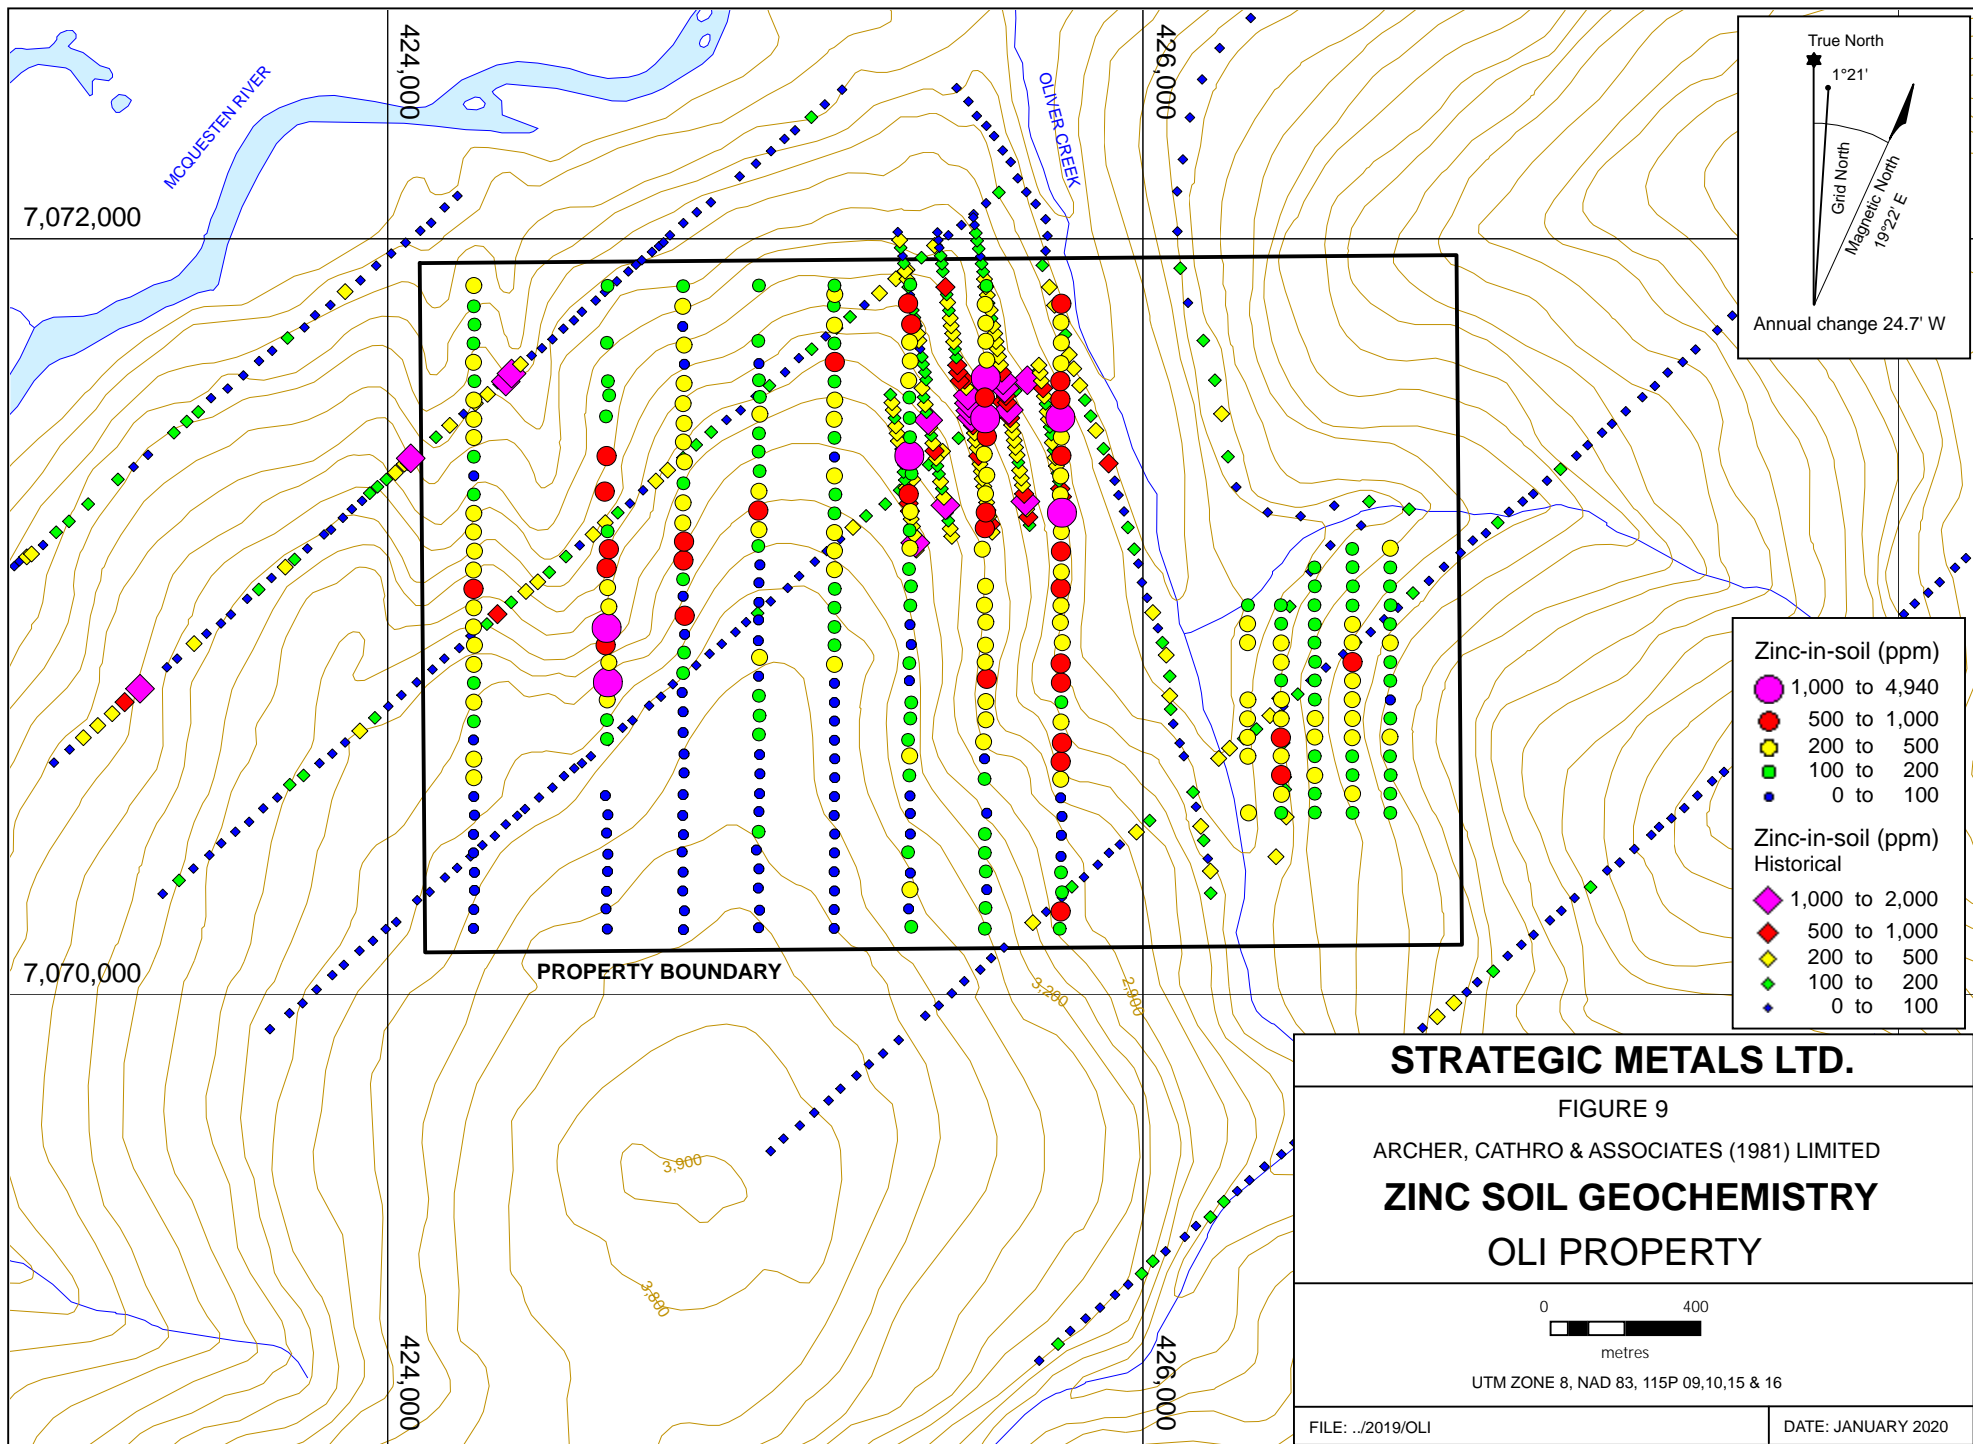 424,000
426,000
MCQUESTEN RIVER
OLIVER CREEK
True North
1°21'
Grid North
Magnetic North
19°22' E
Annual change 24.7' W
7,072,000
Zinc-in-soil (ppm)
1,000 to 4,940
500 to 1,000
200 to 500
100 to 200
0 to 100
Zinc-in-soil (ppm)
Historical
1,000 to 2,000
500 to 1,000
200 to 500
100 to 200
0 to 100
7,070,000
PROPERTY BOUNDARY
3,200
2,900
3,900
3,800
424,000
426,000
STRATEGIC METALS LTD.
FIGURE 9
ARCHER, CATHRO & ASSOCIATES (1981) LIMITED
ZINC SOIL GEOCHEMISTRY
OLI PROPERTY
0 400
metres
UTM ZONE 8, NAD 83, 115P 09,10,15 & 16
FILE: ../2019/OLI
DATE: JANUARY 2020